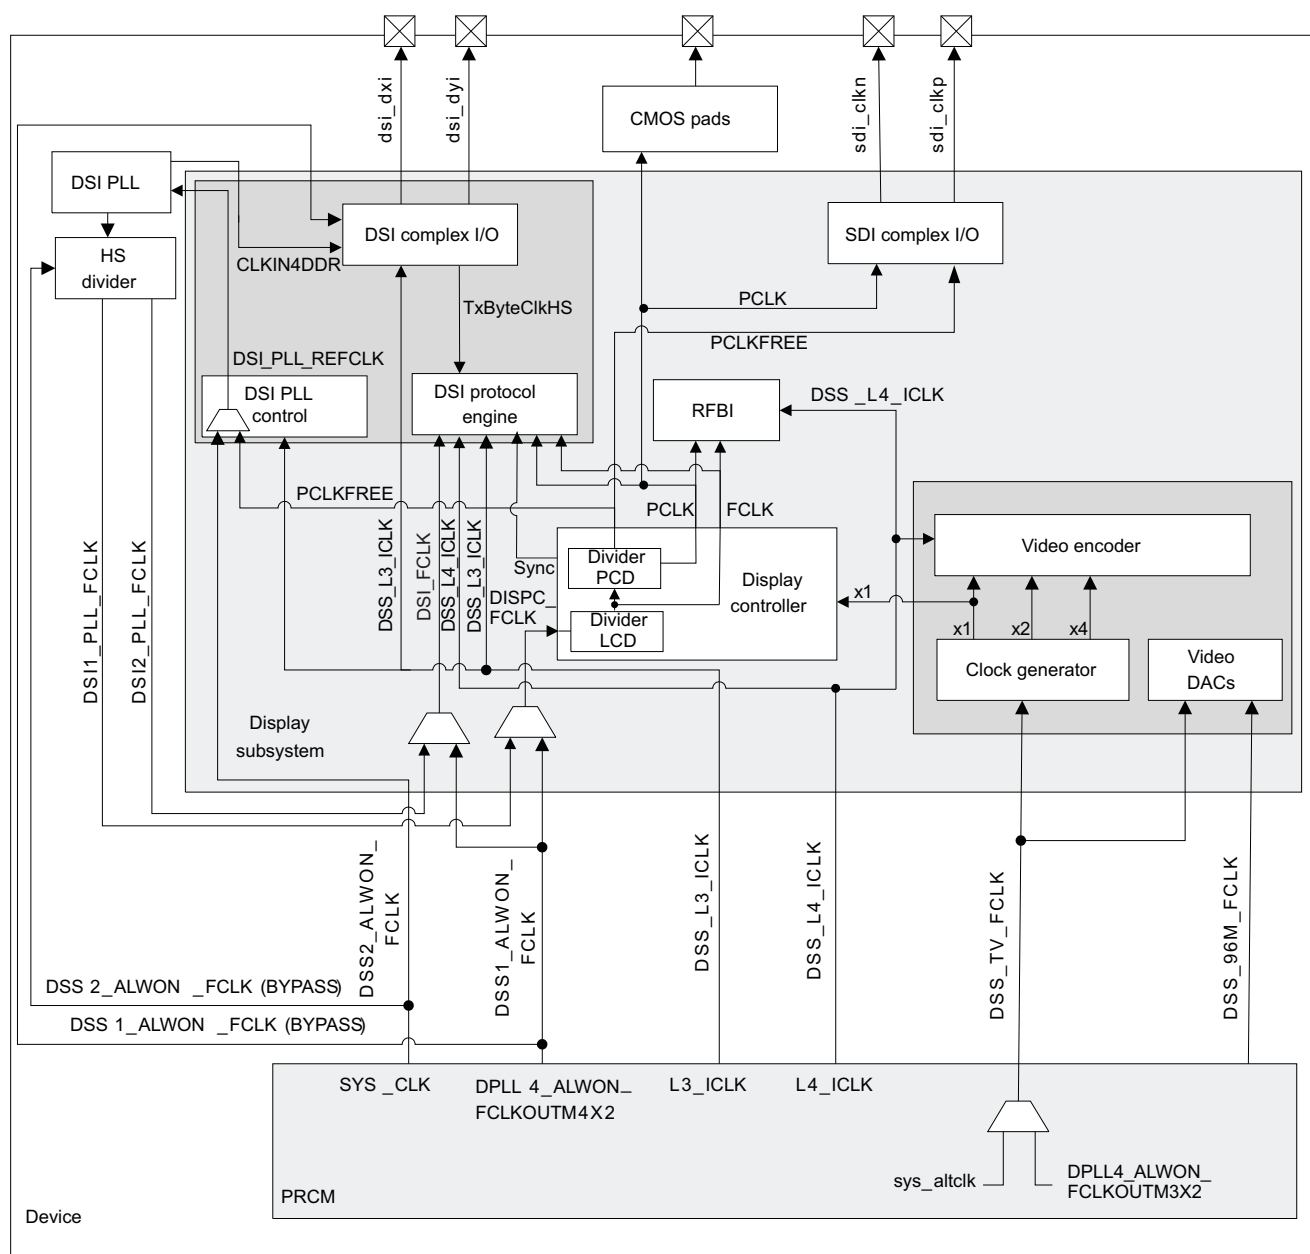 dsi_dxi
dsi_dyi
sdi_clkn
sdi_clkp
CMOS pads
DSI PLL
DSI complex I/O
SDI complex I/O
HS
divider
CLKIN4DDR
TxByteClkHS
PCLK
PCLKFREE
DSI_PLL_REFCLK
DSI PLL
control
DSI protocol
engine
RFBI
DSS _L4_ICLK
PCLKFREE
PCLK
FCLK
DSI1_PLL_FCLK
DSI2_PLL_FCLK
DSS_L3_ICLK
DSI_FCLK
DSS_L4_ICLK
DSS_L3_ICLK
Sync
DISPC_
FCLK
Divider
PCD
Divider
LCD
Display
controller
Video encoder
x1
x1
x2
x4
Clock generator
Video
DACs
Display
subsystem
DSS2_ALWON_
FCLK
DSS1_ALWON_
FCLK
DSS_L3_ICLK
DSS_L4_ICLK
DSS_TV_FCLK
DSS_96M_FCLK
DSS 2_ALWON _FCLK (BYPASS)
DSS 1_ALWON _FCLK (BYPASS)
SYS _CLK
DPLL 4_ALWON_
FCLKOUTM4X2
L3_ICLK
L4_ICLK
sys_altclk
DPLL4_ALWON_
FCLKOUTM3X2
PRCM
Device